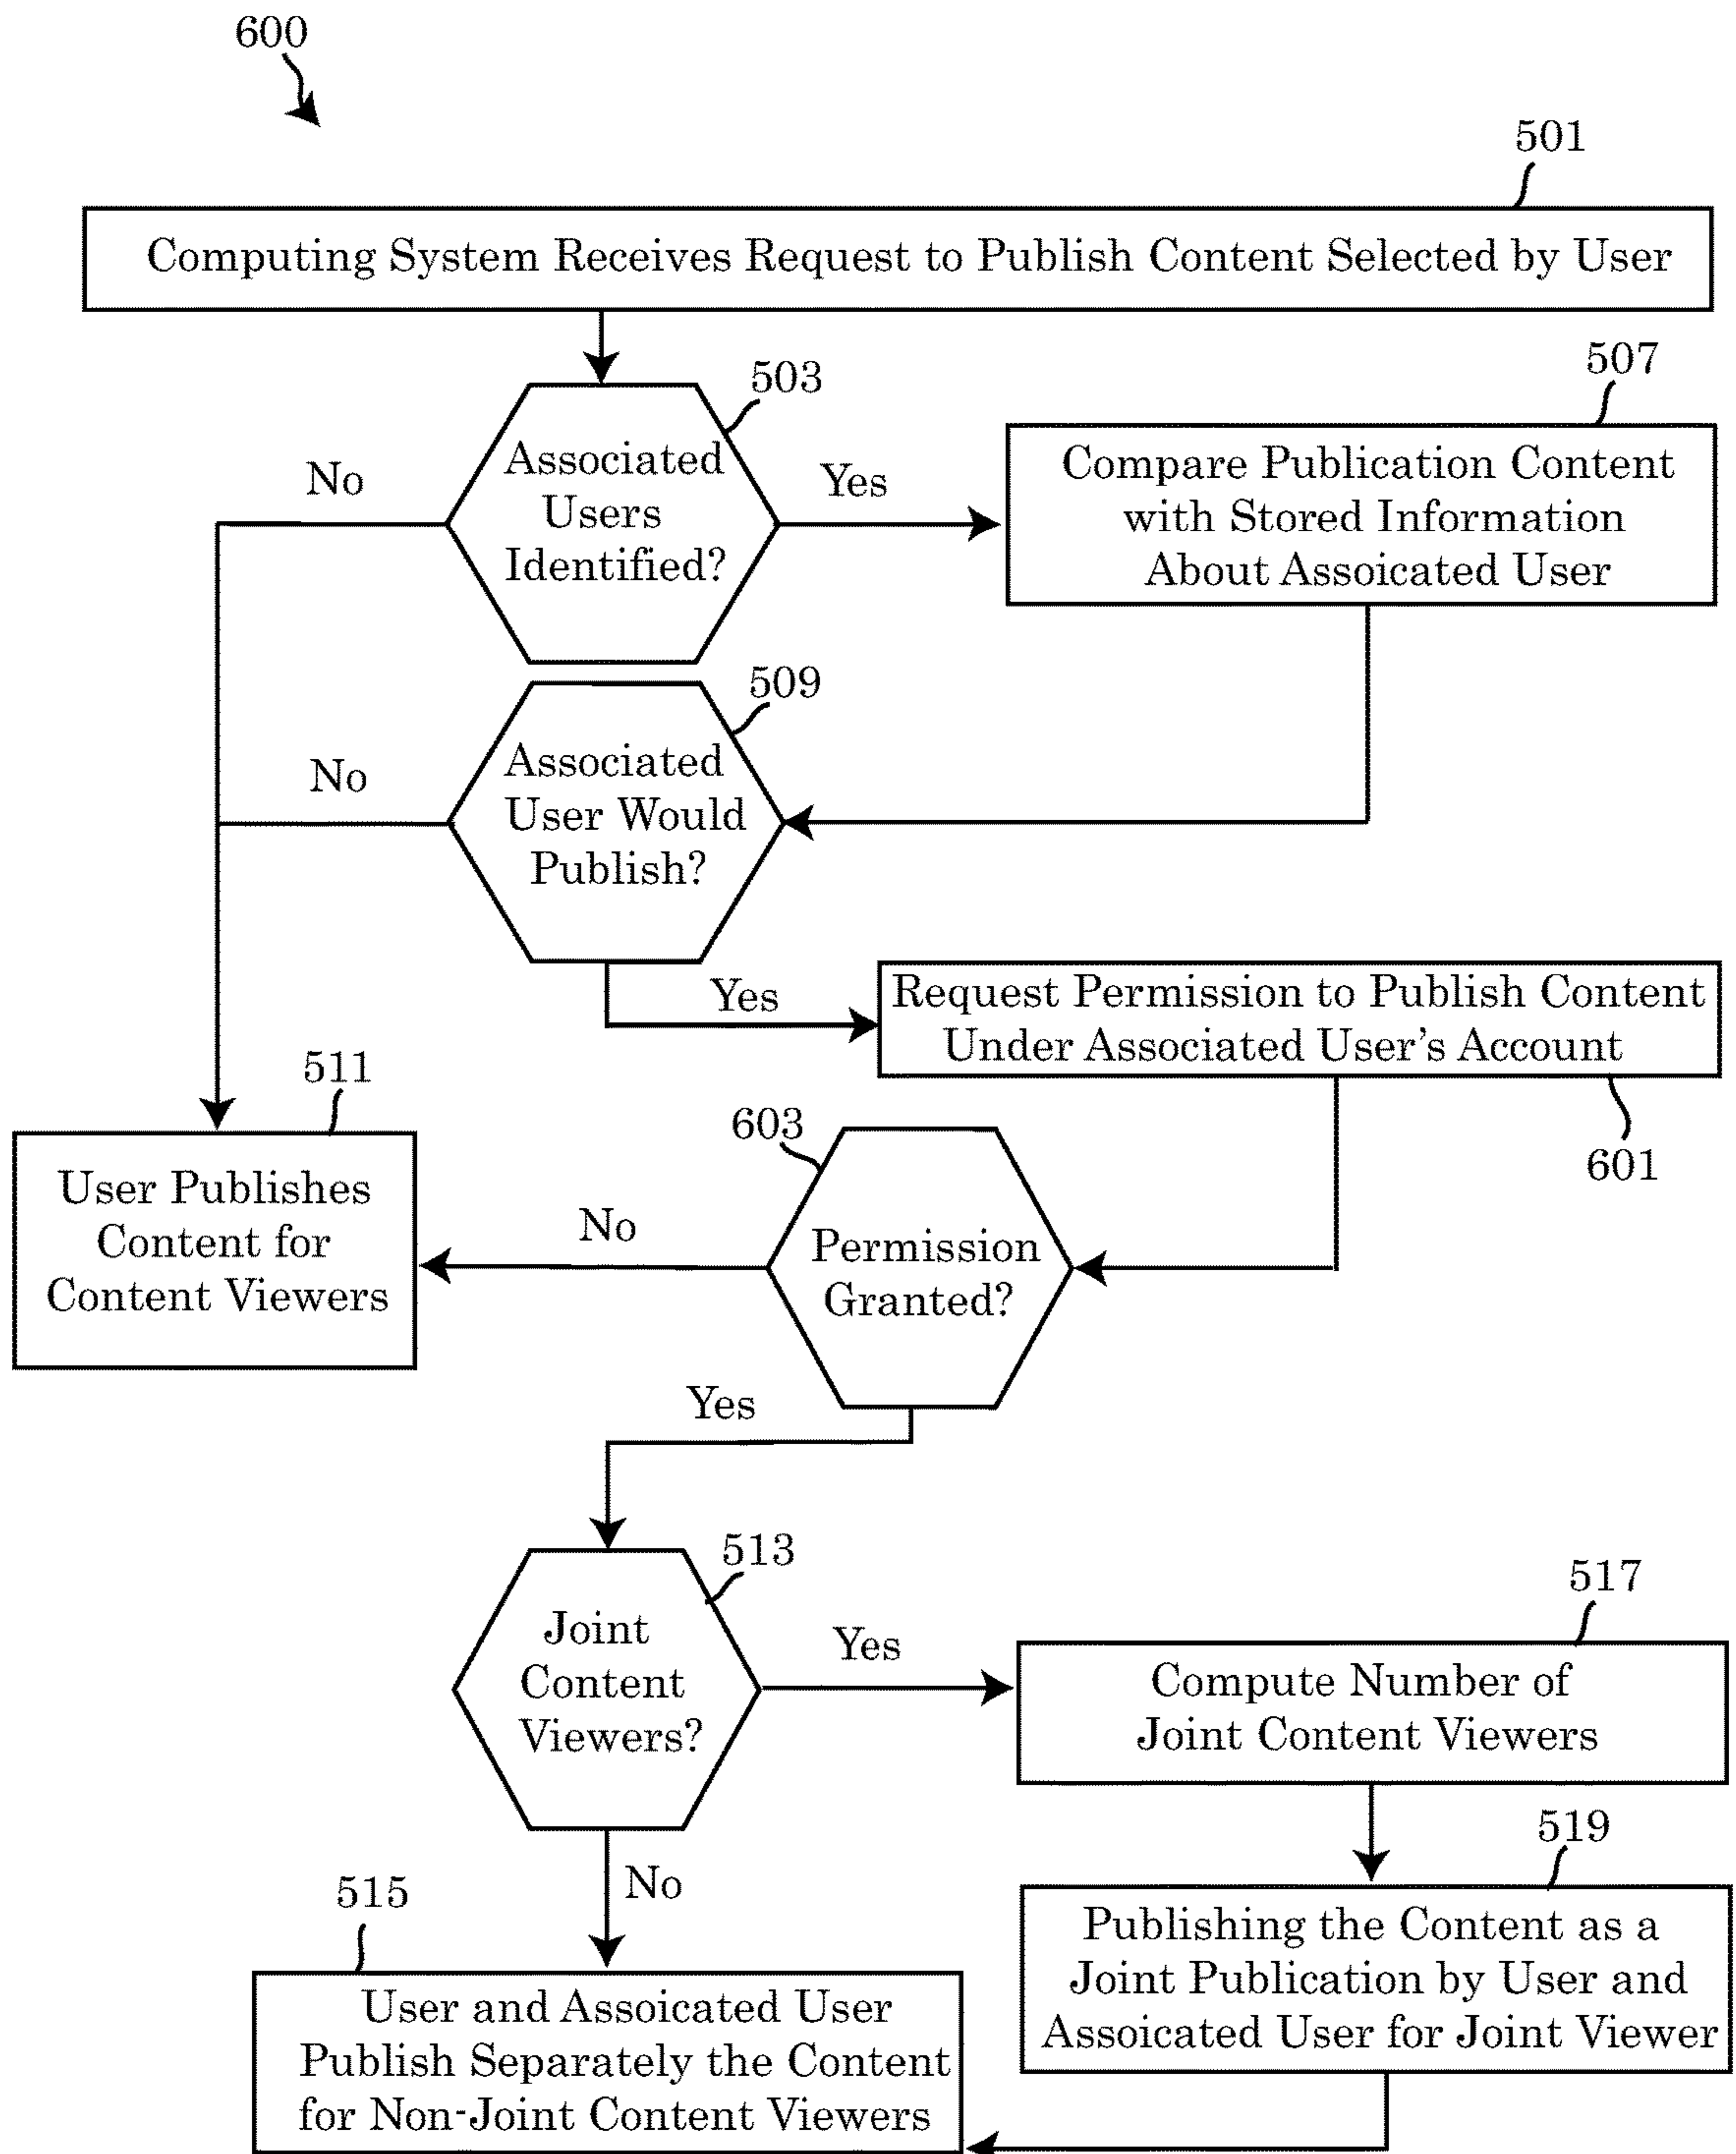 600
501
Computing System Receives Request to Publish Content Selected by User
503
Associated
Users
Identified?
No
Yes
507
Compare Publication Content
with Stored Information
About Assoicated User
509
Associated
User Would
Publish?
No
Yes
Request Permission to Publish Content
Under Associated User's Account
601
511
User Publishes
Content for
Content Viewers
603
Permission
Granted?
No
Yes
513
Joint
Content
Viewers?
Yes
No
517
Compute Number of
Joint Content Viewers
519
Publishing the Content as a
Joint Publication by User and
Assoicated User for Joint Viewer
515
User and Assoicated User
Publish Separately the Content
for Non-Joint Content Viewers